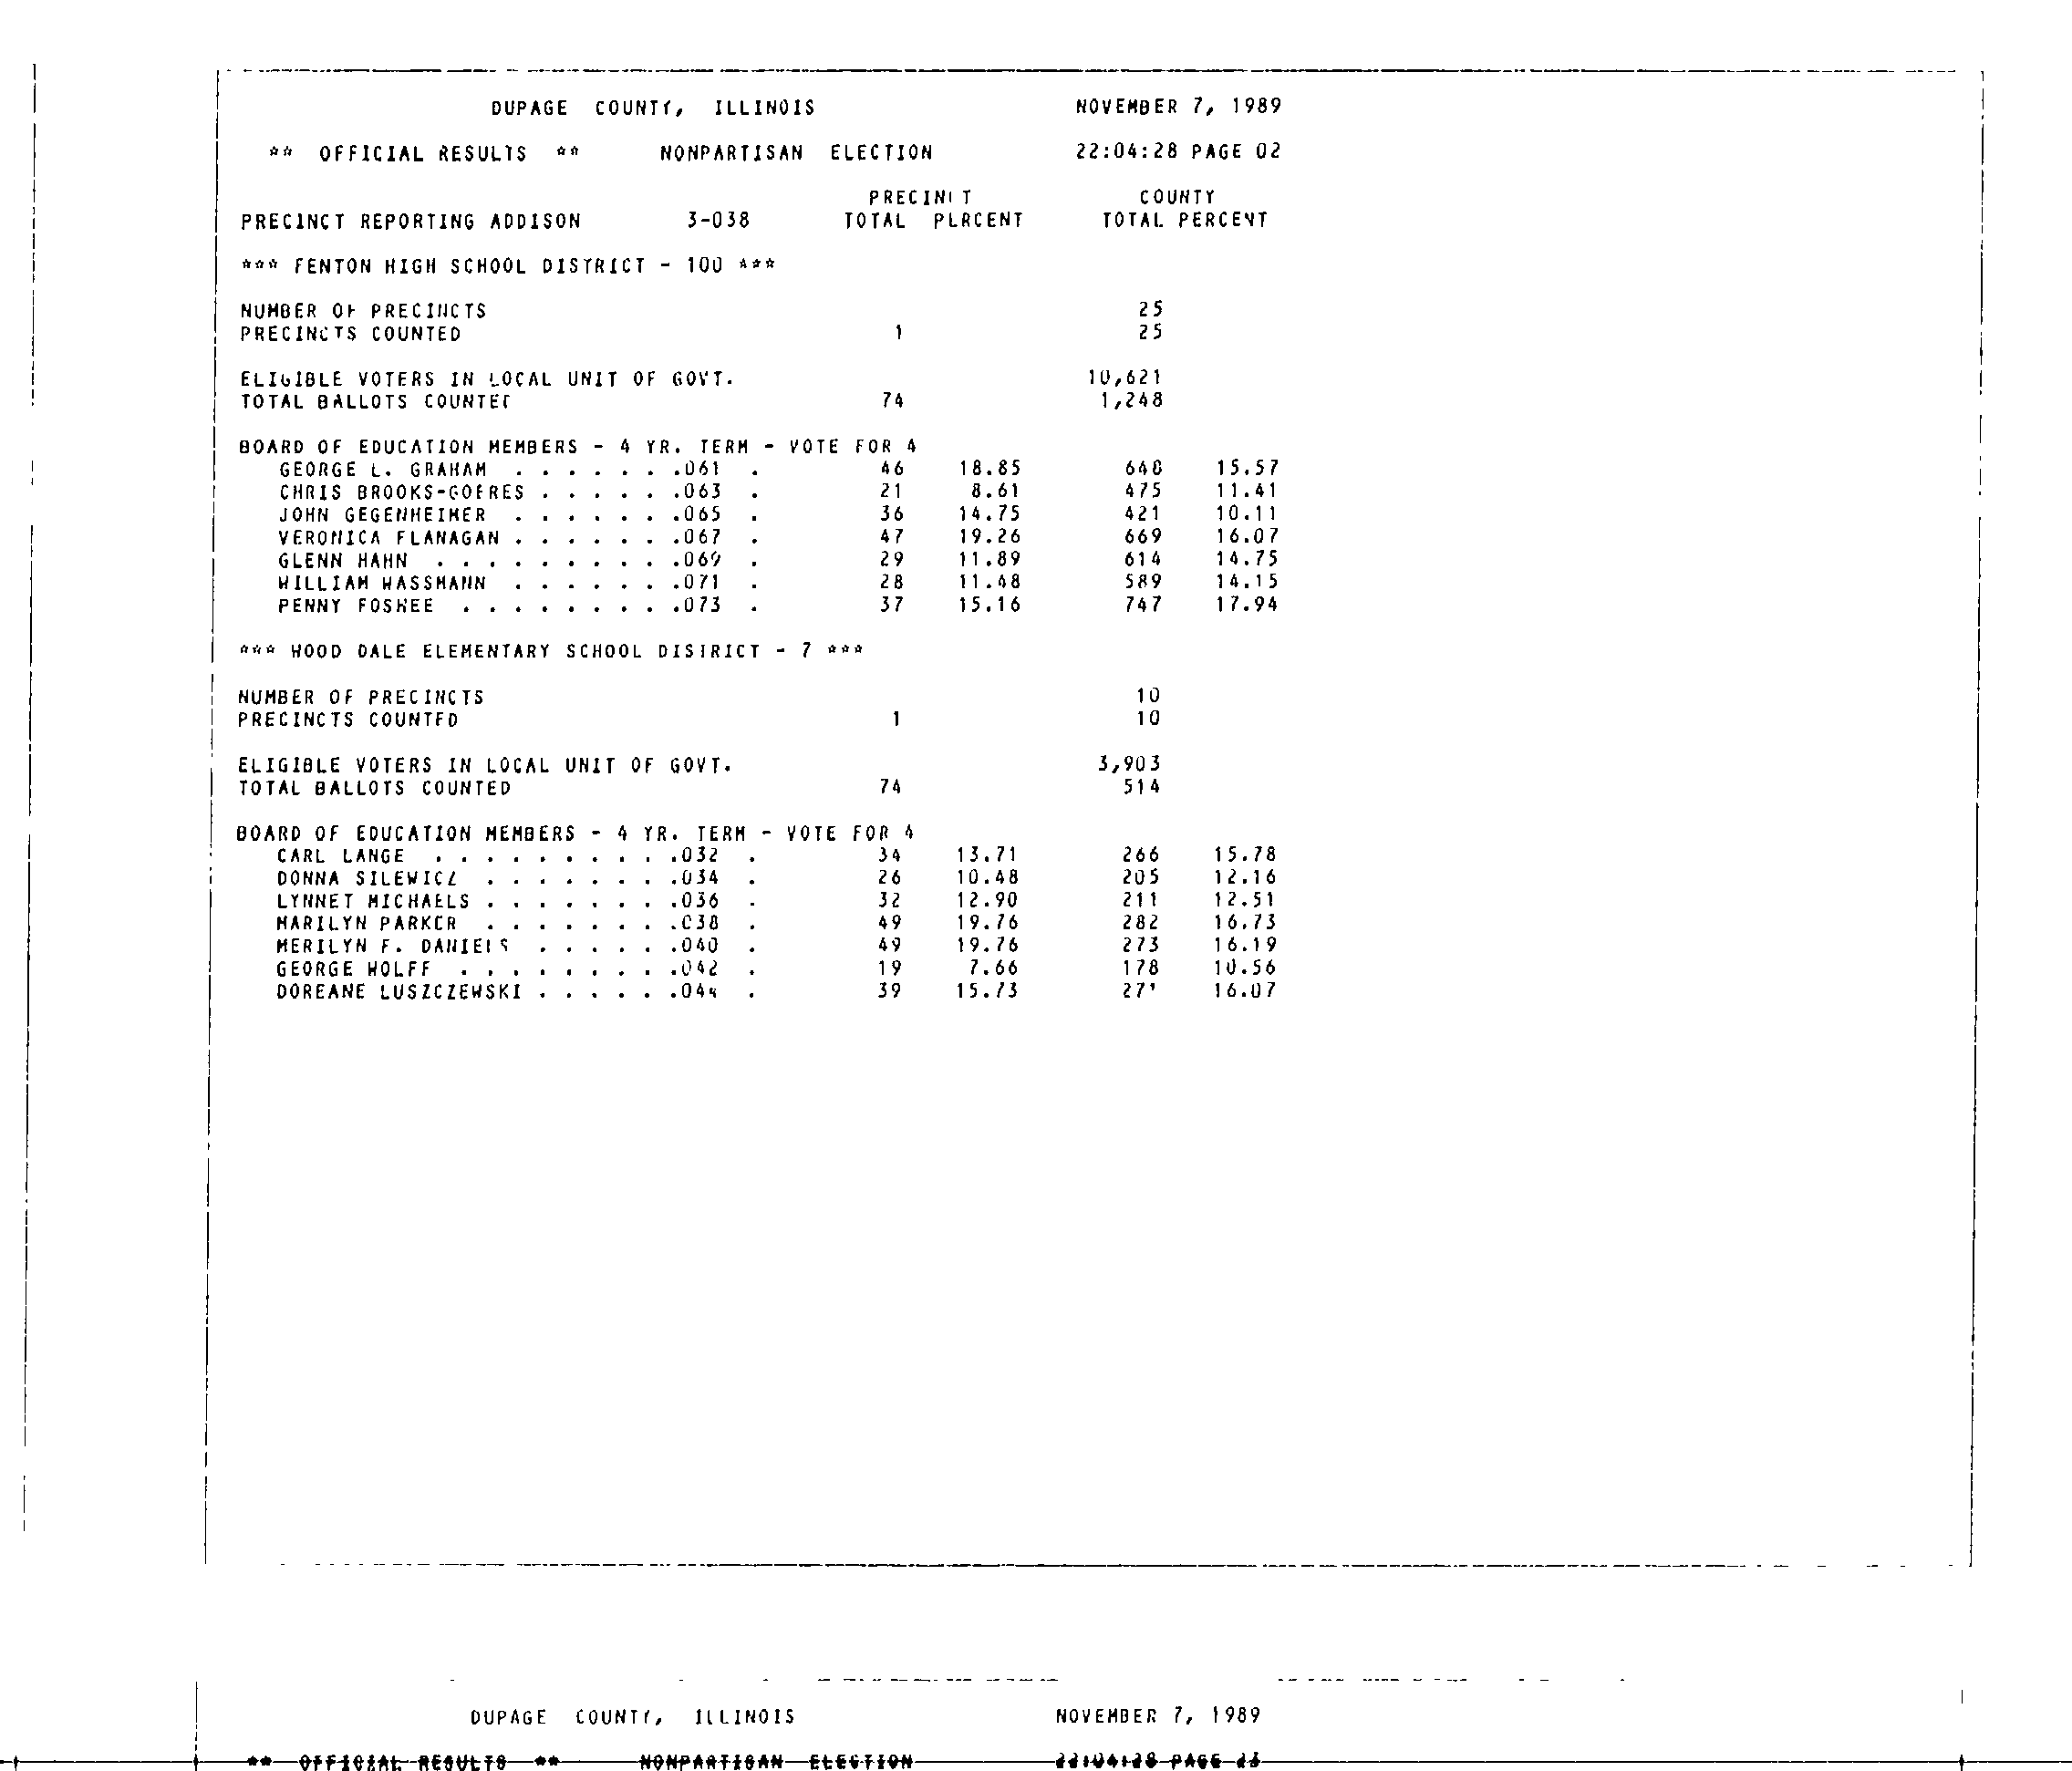 DUPAGE COUNTY, ILLINOIS NOVEMBER 7, 1989
** OFFICIAL RESULTS ** NONPARTISAN ELECTION 22:04:28 PAGE 02
PRECINCT COUNTY
PRECINCT REPORTING ADDISON 3-038 TOTAL PERCENT TOTAL PERCENT
*** FENTON HIGH SCHOOL DISTRICT - 100 ***
NUMBER OF PRECINCTS 25
PRECINCTS COUNTED 1 25
ELIGIBLE VOTERS IN LOCAL UNIT OF GOVT. 10,621
TOTAL BALLOTS COUNTED 74 1,248
BOARD OF EDUCATION MEMBERS - 4 YR. TERM - VOTE FOR 4
GEORGE L. GRAHAM . . . . . . .061 . 46 18.85 648 15.57
CHRIS BROOKS-GOERES . . . . . .063 . 21 8.61 475 11.41
JOHN GEGENHEIMER . . . . . . .065 . 36 14.75 421 10.11
VERONICA FLANAGAN . . . . . . .067 . 47 19.26 669 16.07
GLENN HAHN . . . . . . . . . .069 . 29 11.89 614 14.75
WILLIAM WASSMANN . . . . . . .071 . 28 11.48 589 14.15
PENNY FOSHEE . . . . . . . . .073 . 37 15.16 747 17.94
*** WOOD DALE ELEMENTARY SCHOOL DISTRICT - 7 ***
NUMBER OF PRECINCTS 10
PRECINCTS COUNTED 1 10
ELIGIBLE VOTERS IN LOCAL UNIT OF GOVT. 3,903
TOTAL BALLOTS COUNTED 74 514
BOARD OF EDUCATION MEMBERS - 4 YR. TERM - VOTE FOR 4
CARL LANGE . . . . . . . . . .032 . 34 13.71 266 15.78
DONNA SILEWICZ . . . . . . . .034 . 26 10.48 205 12.16
LYNNET MICHAELS . . . . . . . .036 . 32 12.90 211 12.51
MARILYN PARKER . . . . . . . .038 . 49 19.76 282 16.73
MERILYN F. DANIELS . . . . . .040 . 49 19.76 273 16.19
GEORGE WOLFF . . . . . . . . .042 . 19 7.66 178 10.56
DOREANE LUSZCZEWSKI . . . . . .044 . 39 15.73 271 16.07
DUPAGE COUNTY, ILLINOIS NOVEMBER 7, 1989
** OFFICIAL RESULTS ** NONPARTISAN ELECTION 22:04:28 PAGE